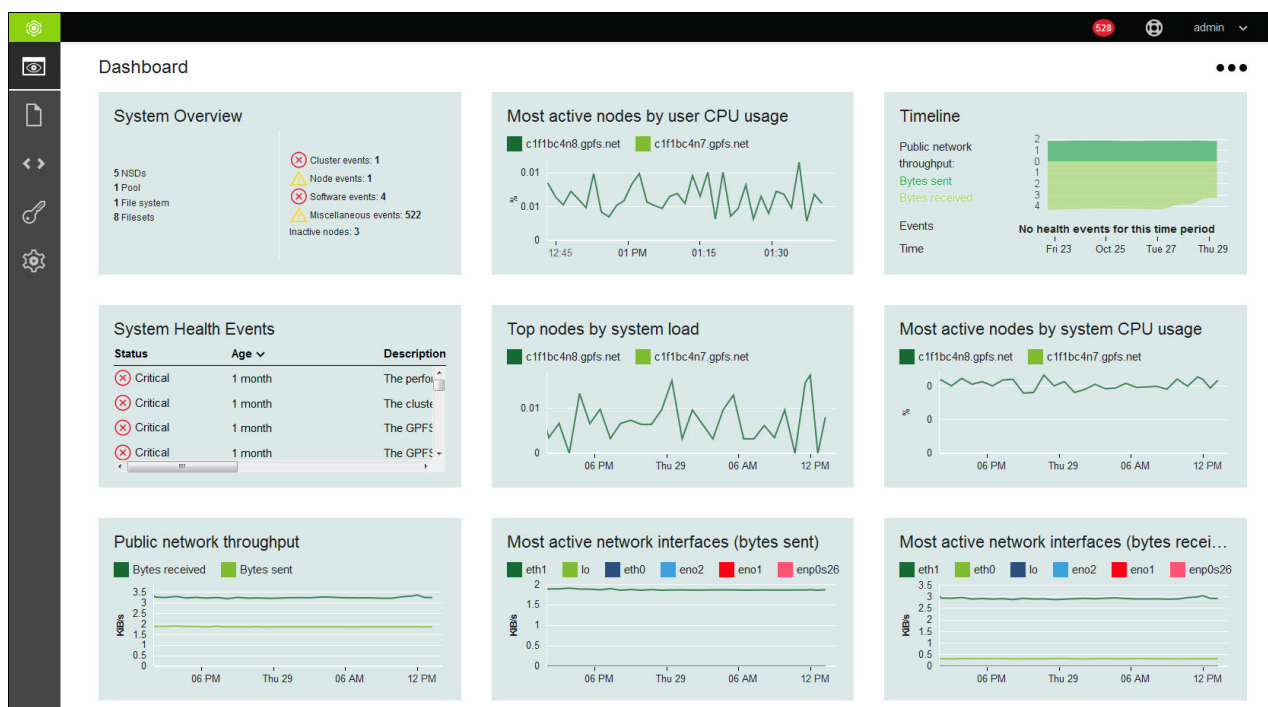 528 admin
Dashboard
System Overview
5 NSDs
1 Pool
1 File system
8 Filesets
Cluster events: 1
Node events: 1
Software events: 4
Miscellaneous events: 522
Inactive nodes: 3
Most active nodes by user CPU usage
c1f1bc4n8.gpfs.net c1f1bc4n7.gpfs.net
0.01
%
0.01
0
12:45 01 PM 01:15 01:30
Timeline
Public network
throughput:
Bytes sent
Bytes received
2
1
0
1
2
3
4
Events No health events for this time period
Time Fri 23 Oct 25 Tue 27 Thu 29
System Health Events
Status Age Description
Critical 1 month The perfor
Critical 1 month The cluste
Critical 1 month The GPFS
Critical 1 month The GPFS
Top nodes by system load
c1f1bc4n8.gpfs.net c1f1bc4n7.gpfs.net
0.01
0
06 PM Thu 29 06 AM 12 PM
Most active nodes by system CPU usage
c1f1bc4n8.gpfs.net c1f1bc4n7.gpfs.net
0
%
0
0
06 PM Thu 29 06 AM 12 PM
Public network throughput
Bytes received Bytes sent
KiB/s
3.5
3
2.5
2
1.5
1
0.5
0
06 PM Thu 29 06 AM 12 PM
Most active network interfaces (bytes sent)
eth1 lo eth0 eno2 eno1 enp0s26
KiB/s
2
1.5
1
0.5
0
06 PM Thu 29 06 AM 12 PM
Most active network interfaces (bytes recei...
eth1 eth0 lo eno2 eno1 enp0s26
KiB/s
3.5
3
2.5
2
1.5
1
0.5
0
06 PM Thu 29 06 AM 12 PM